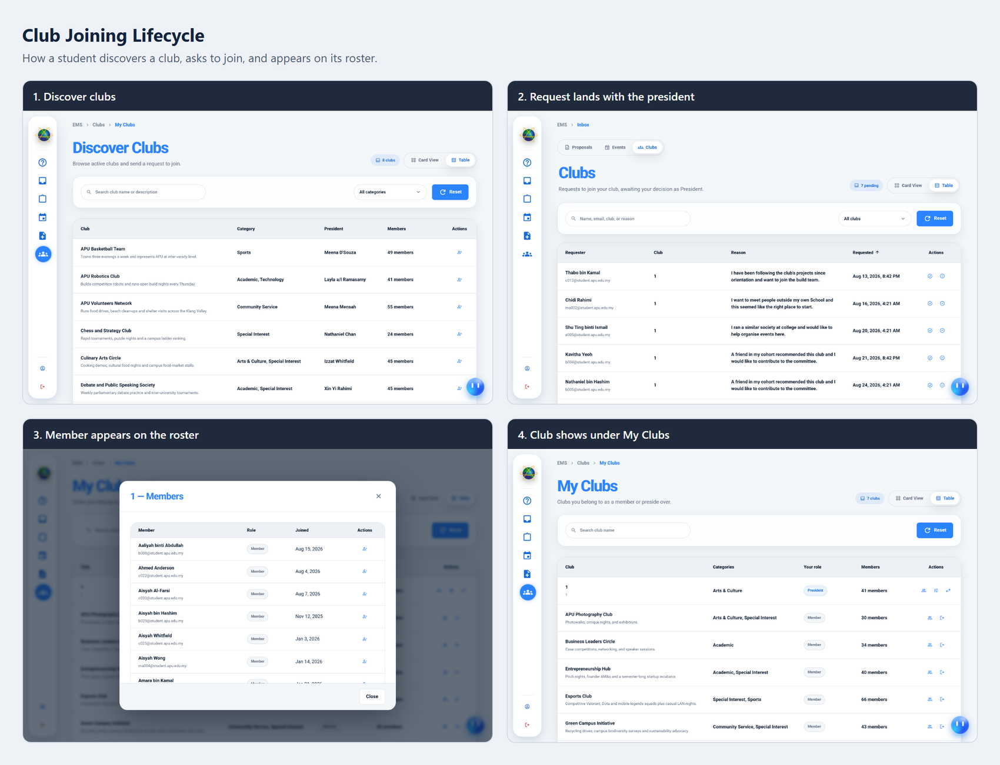 Club Joining Lifecycle
How a student discovers a club, asks to join, and appears on its roster.
1. Discover clubs
EMS > Clubs > My Clubs
Discover Clubs
Browse active clubs and send a request to join.
8 clubs Card View Table
Search club name or description All categories Reset
Club Category President Members Actions
APU Basketball Team
Trains three evenings a week and represents APU at inter-varsity level.
Sports Meena D'Souza 49 members
APU Robotics Club
Builds competition robots and runs open build nights every Thursday.
Academic, Technology Layla a/l Ramasamy 41 members
APU Volunteers Network
Runs food drives, beach clean-ups and shelter visits across the Klang Valley.
Community Service Meena Mensah 55 members
Chess and Strategy Club
Rapid tournaments, puzzle nights and a campus ladder ranking.
Special Interest Nathaniel Chan 24 members
Culinary Arts Circle
Cooking demos, cultural food nights and campus food-market stalls.
Arts & Culture, Special Interest Izzat Whitfield 45 members
Debate and Public Speaking Society
Weekly parliamentary debate practice and inter-university tournaments.
Academic, Special Interest Xin Yi Rahimi 45 members
2. Request lands with the president
EMS > Inbox
Proposals Events Clubs
Clubs
Requests to join your club, awaiting your decision as President.
7 pending Card View Table
Name, email, club, or reason All clubs Reset
Requester Club Reason Requested ↑ Actions
Thabo bin Kamal
c012@student.apu.edu.my
1
I have been following the club's projects since
orientation and want to join the build team.
Aug 13, 2026, 8:42 PM
Chidi Rahimi
ma002@student.apu.edu.my
1
I want to meet people outside my own School and
this seemed like the right place to start.
Aug 16, 2026, 4:21 AM
Shu Ting binti Ismail
e005@student.apu.edu.my
1
I ran a similar society at college and would like to
help organise events here.
Aug 20, 2026, 4:21 AM
Kavitha Yeoh
b004@student.apu.edu.my
1
A friend in my cohort recommended this club and I
would like to contribute to the committee.
Aug 21, 2026, 8:42 PM
Nathaniel bin Hashim
b005@student.apu.edu.my
1
A friend in my cohort recommended this club and I
would like to contribute to the committee.
Aug 24, 2026, 4:21 AM
3. Member appears on the roster
1 — Members
Member Role Joined Actions
Aaliyah binti Abdullah
b008@student.apu.edu.my
Member Aug 15, 2026
Ahmed Anderson
c022@student.apu.edu.my
Member Aug 4, 2026
Aisyah Al-Farsi
c030@student.apu.edu.my
Member Aug 7, 2026
Aisyah bin Hashim
b029@student.apu.edu.my
Member Nov 12, 2025
Aisyah Whitfield
c025@student.apu.edu.my
Member Jan 3, 2026
Aisyah Wong
ma004@student.apu.edu.my
Member Jan 14, 2026
Amara bin Kamal
Member
Close
4. Club shows under My Clubs
EMS > Clubs > My Clubs
My Clubs
Clubs you belong to as a member or preside over.
7 clubs Card View Table
Search club name Reset
Club Categories Your role Members Actions
1
1
Arts & Culture President 41 members
APU Photography Club
Photowalks, critique nights, and exhibitions.
Arts & Culture, Special Interest Member 30 members
Business Leaders Circle
Case competitions, networking, and speaker sessions.
Academic Member 34 members
Entrepreneurship Hub
Pitch nights, founder AMAs and a semester-long startup incubator.
Academic, Special Interest Member 40 members
Esports Club
Competitive Valorant, Dota and mobile-legends squads plus casual LAN nights.
Special Interest, Sports Member 66 members
Green Campus Initiative
Recycling drives, campus biodiversity surveys and sustainability advocacy.
Community Service, Special Interest Member 43 members